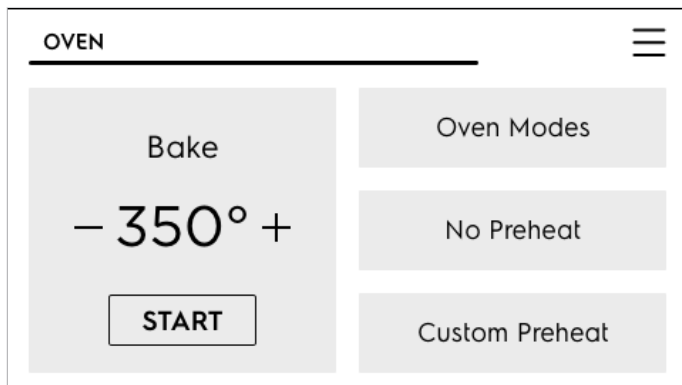 OVEN
Bake
− 350° +
START
Oven Modes
No Preheat
Custom Preheat